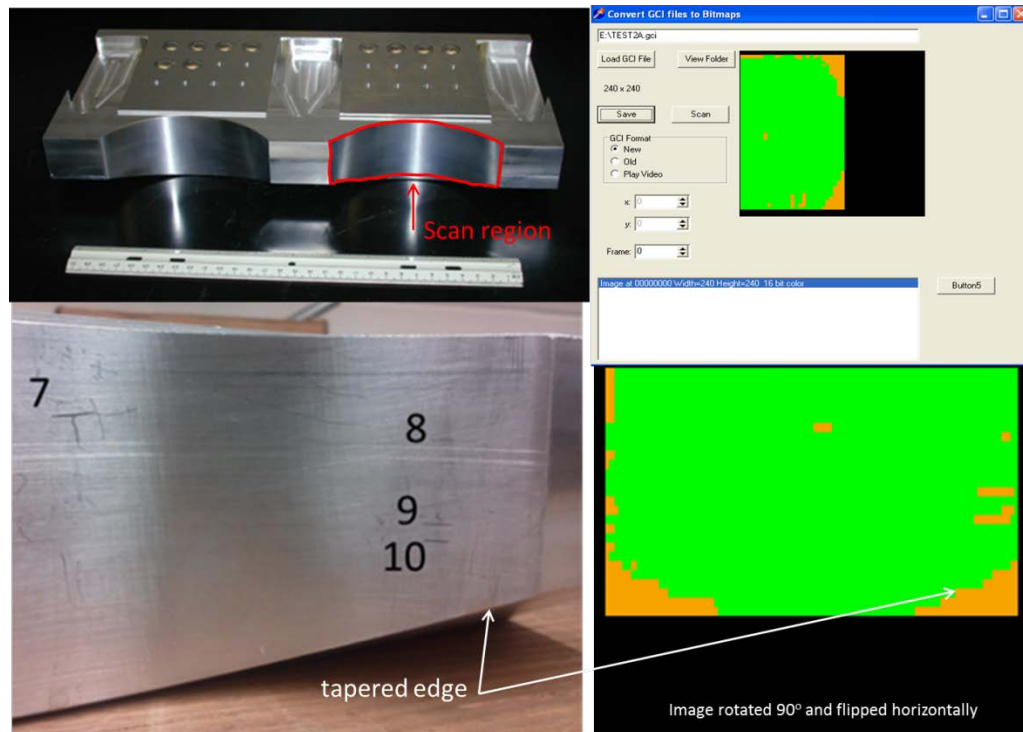 Scan region
Convert GCI files to Bitmaps
E:\TEST2A.gci
Load GCI File
View Folder
240 x 240
Save
Scan
GCI Format
New
Old
Play Video
x: 0
y: 0
Frame: 0
Image at 00000000 Width=240 Height=240 16 bit color
Button5
7
8
9
10
tapered edge
Image rotated 90° and flipped horizontally